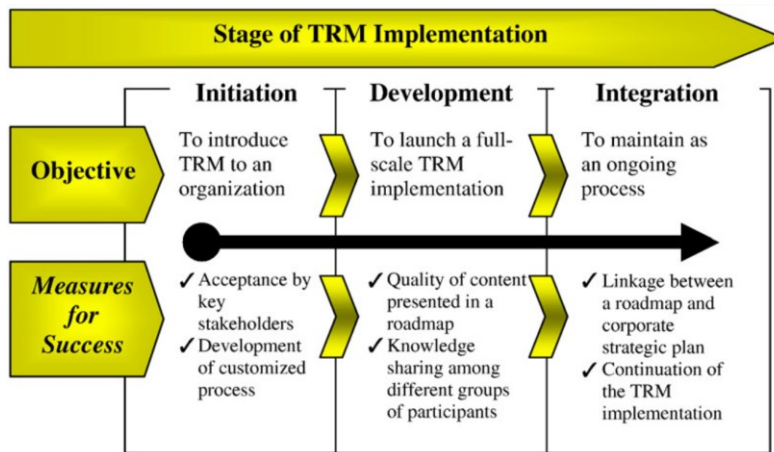 Stage of TRM Implementation
Initiation
Development
Integration
Objective
To introduce
TRM to an
organization
To launch a full-
scale TRM
implementation
To maintain as
an ongoing
process
Measures
for
Success
✓ Acceptance by
key
stakeholders
✓ Development
of customized
process
✓ Quality of content
presented in a
roadmap
✓ Knowledge
sharing among
different groups
of participants
✓ Linkage between
a roadmap and
corporate
strategic plan
✓ Continuation of
the TRM
implementation